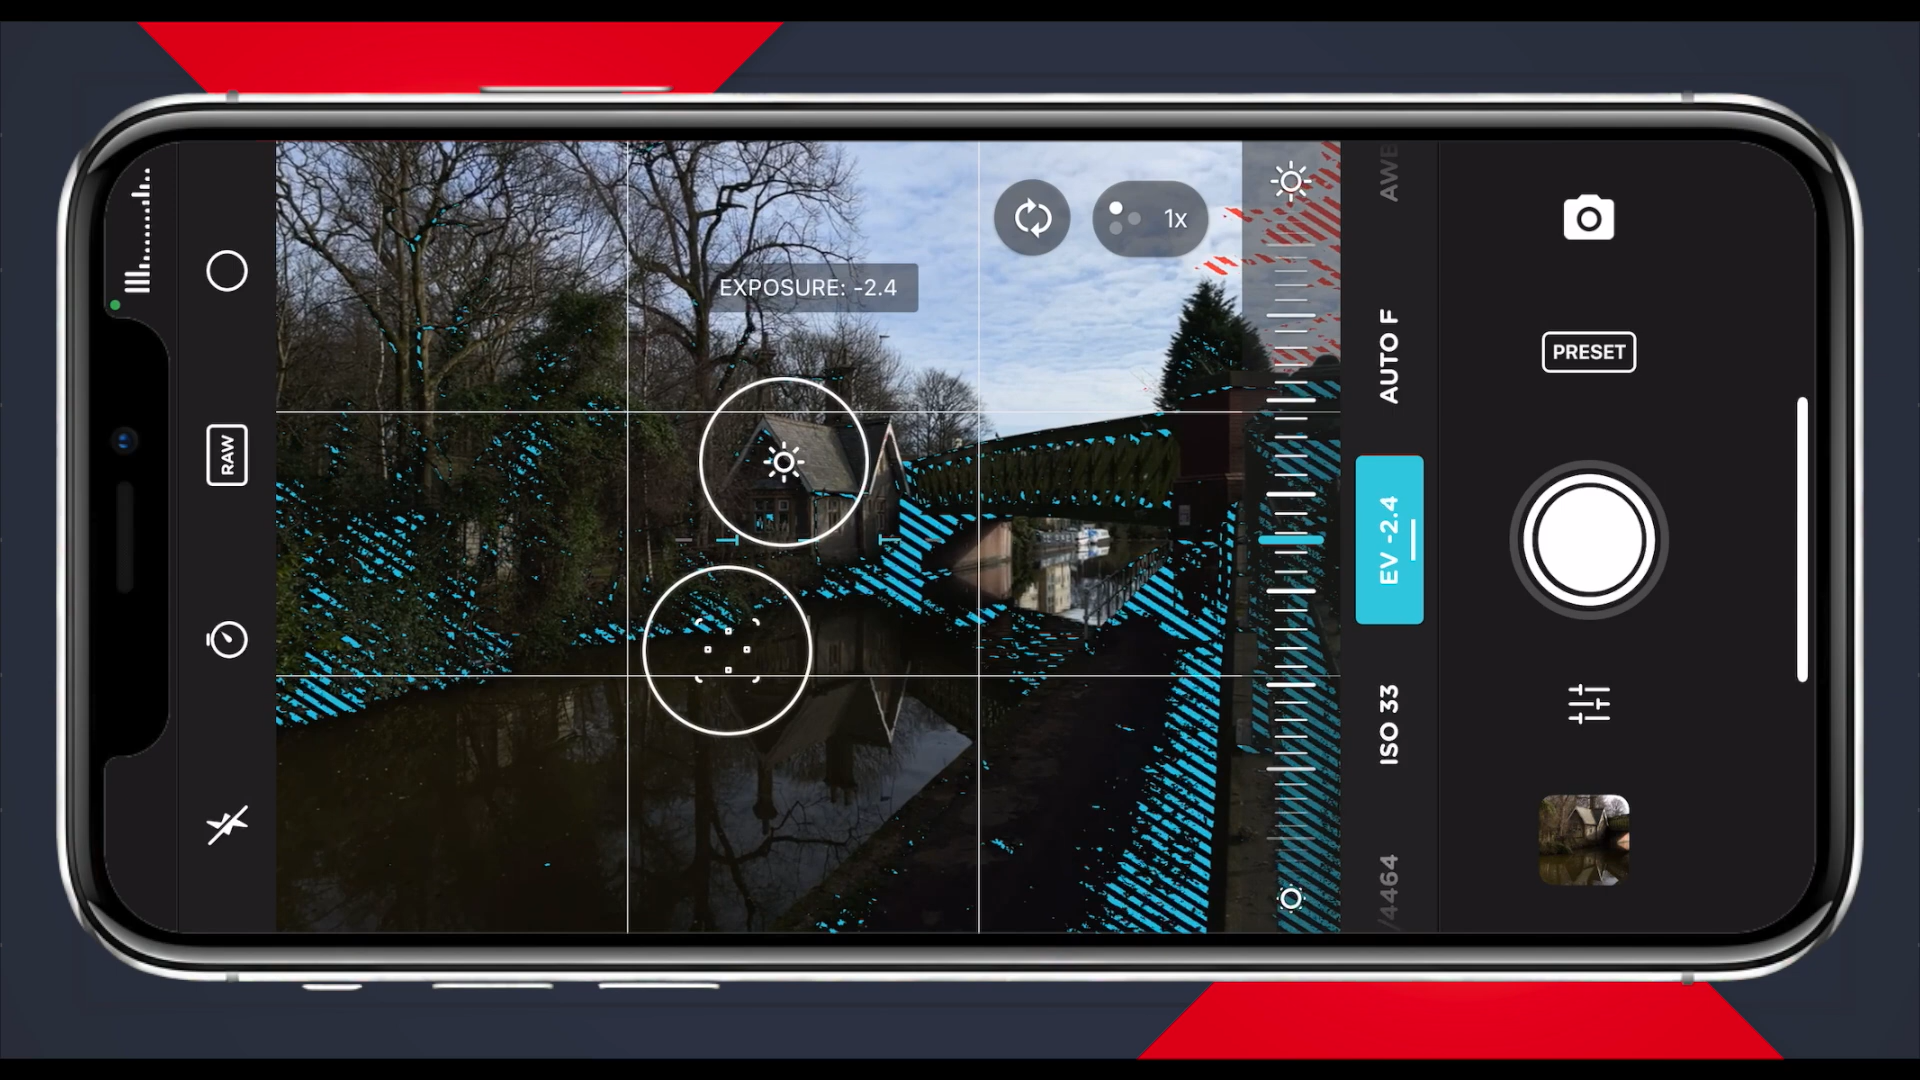 RAW
EXPOSURE: -2.4
1x
AWB
AUTO F
EV -2.4
ISO 33
/4464
PRESET